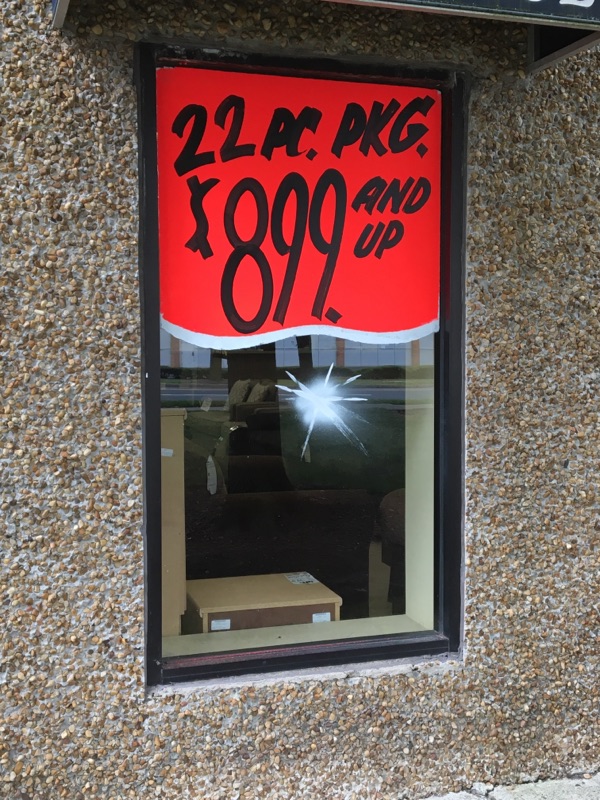 22 PC. PKG.
$899. AND
UP